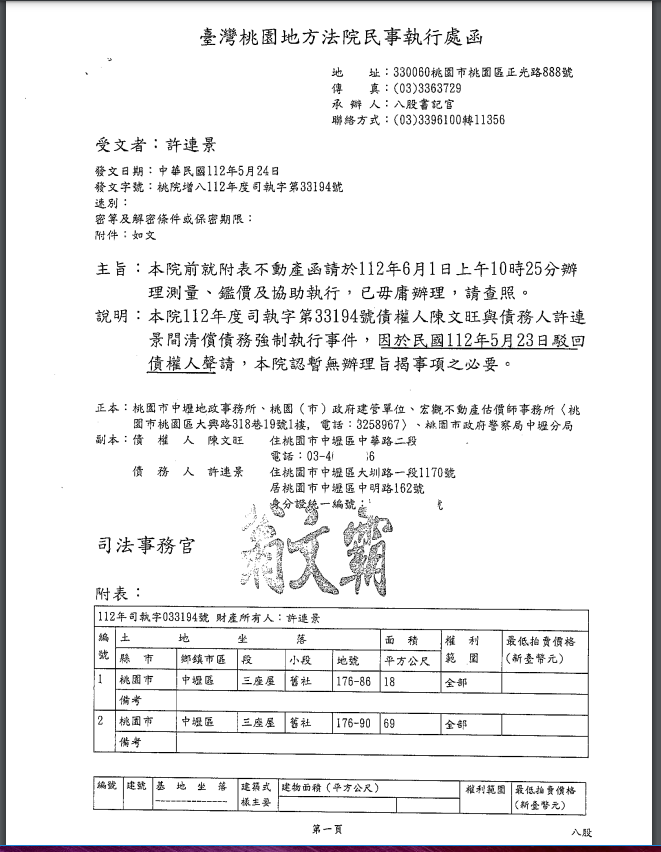 臺灣桃園地方法院民事執行處函
地　　址：330060桃園市桃園區正光路888號
傳　　真：(03)3363729
承 辦 人：八股書記官
聯絡方式：(03)3396100轉11356
受文者：許連景
發文日期：中華民國112年5月24日
發文字號：桃院增八112年度司執字第33194號
速別：
密等及解密條件或保密期限：
附件：如文
主旨：本院前就附表不動產函請於112年6月1日上午10時25分辦
理測量、鑑價及協助執行，已毋庸辦理，請查照。
說明：本院112年度司執字第33194號債權人陳文旺與債務人許連
景間清償債務強制執行事件，因於民國112年5月23日駁回
債權人聲請，本院認暫無辦理旨揭事項之必要。
正本：桃園市中壢地政事務所、桃園（市）政府建管單位、宏觀不動產估價師事務所（桃
園市桃園區大興路318巷19號1樓, 電話：3258967）、桃園市政府警察局中壢分局
副本：債　權　人　陳文旺　　住桃園市中壢區中華路二段
電話：03-4　　6
債　務　人　許連景　　住桃園市中壢區大圳路一段1170號
居桃園市中壢區中明路162號
身分證統一編號：　　號
司法事務官　翁文霸
附表：
112年司執字033194號 財產所有人：許連景
編號　土　地　坐　落　面　積　權　利　範　圍　最低拍賣價格
縣　市　鄉鎮市區　段　小段　地號　平方公尺　（新臺幣元）
1　桃園市　中壢區　三座屋　舊社　176-86　18　全部
備考
2　桃園市　中壢區　三座屋　舊社　176-90　69　全部
備考
編號　建號　基　地　坐　落　建築式　建物面積（平方公尺）　權利範圍　最低拍賣價格
--------------　樣主要　（新臺幣元）
第一頁
八股